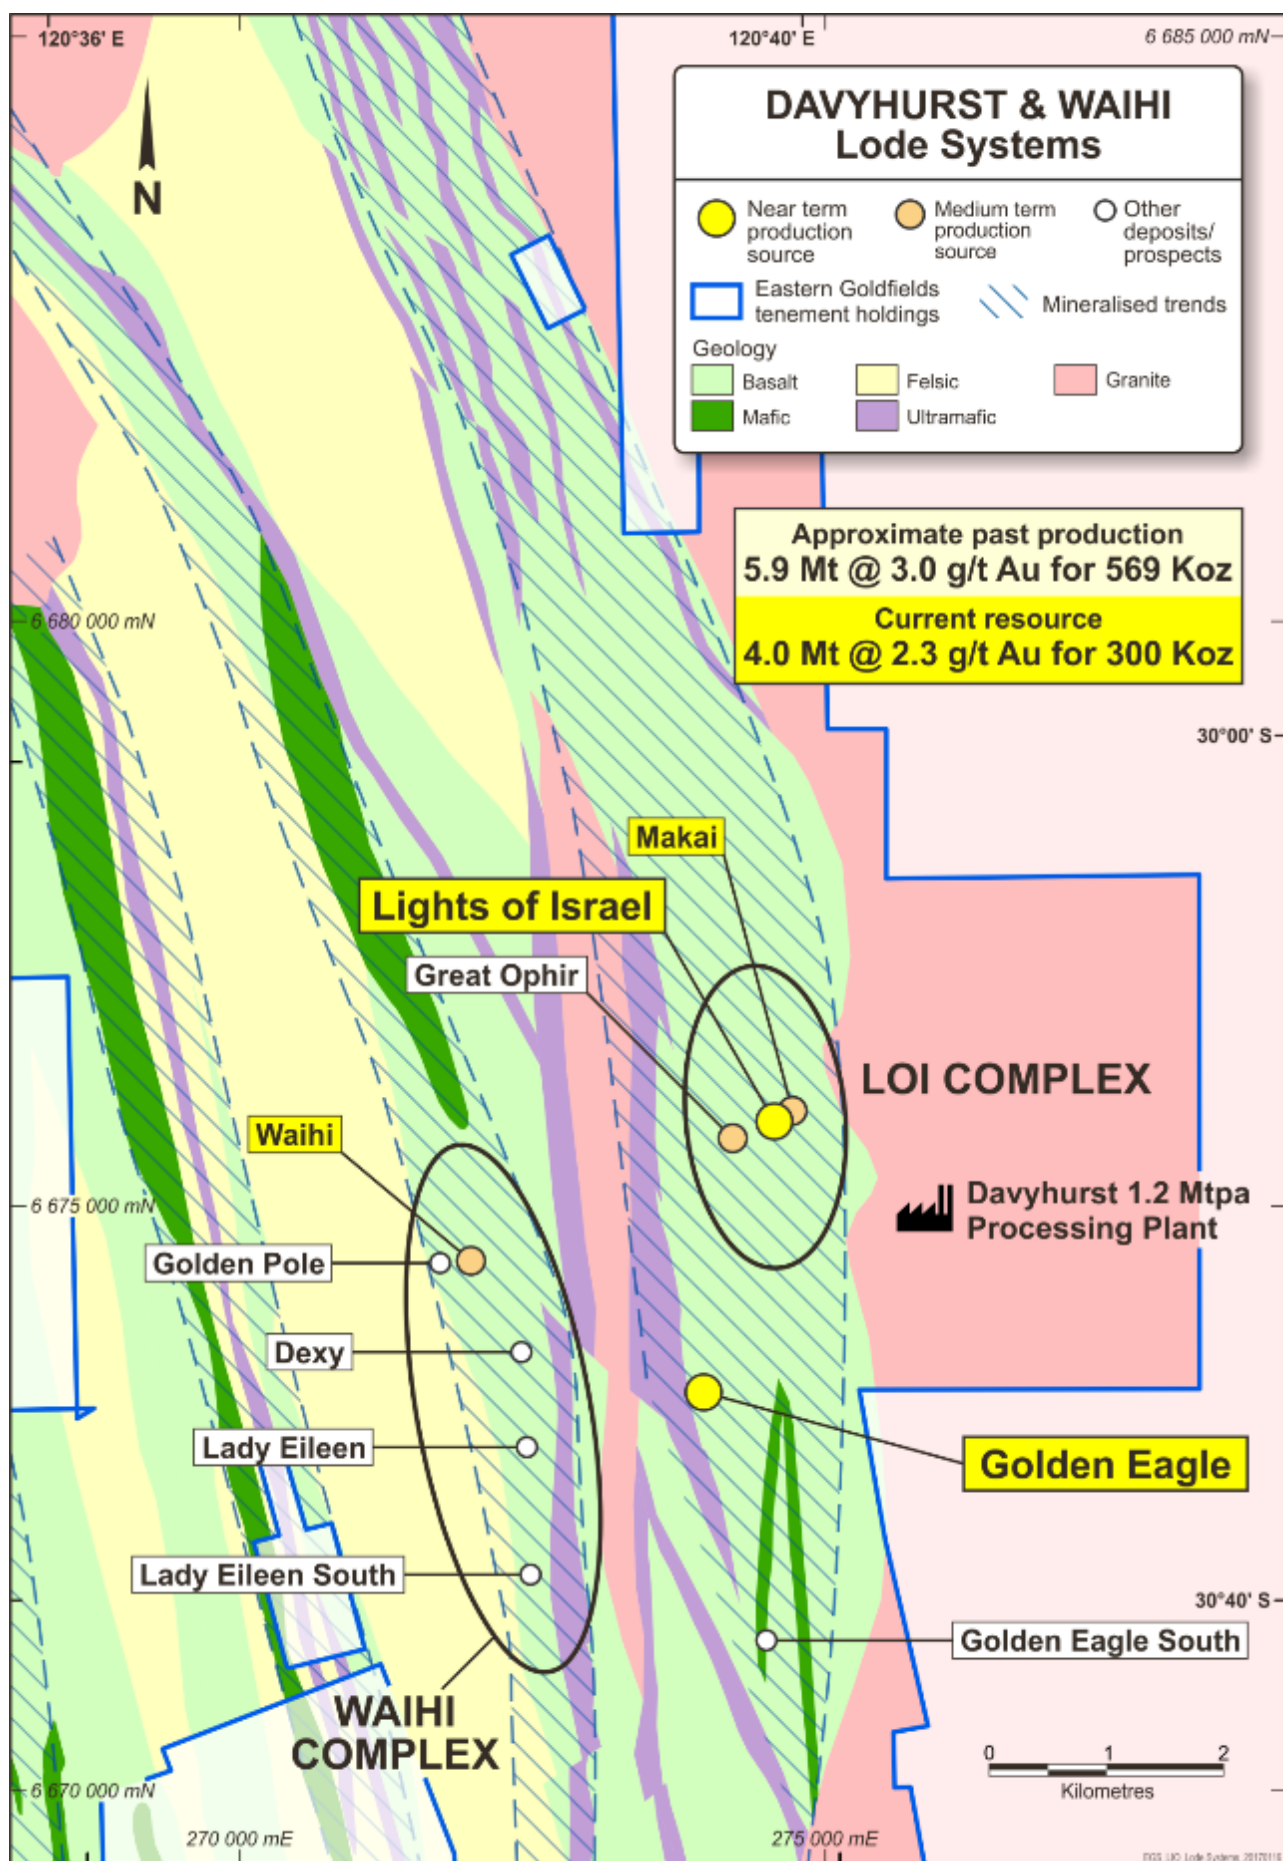 120°36' E
120°40' E
6 685 000 mN
N
DAVYHURST & WAIHI
Lode Systems
Near term
production
source
Medium term
production
source
Other
deposits/
prospects
Eastern Goldfields
tenement holdings
Mineralised trends
Geology
Basalt
Felsic
Granite
Mafic
Ultramafic
Approximate past production
5.9 Mt @ 3.0 g/t Au for 569 Koz
Current resource
4.0 Mt @ 2.3 g/t Au for 300 Koz
6 680 000 mN
30°00' S
Makai
Lights of Israel
Great Ophir
LOI COMPLEX
Waihi
Davyhurst 1.2 Mtpa
Processing Plant
6 675 000 mN
Golden Pole
Dexy
Lady Eileen
Golden Eagle
Lady Eileen South
30°40' S
Golden Eagle South
WAIHI
COMPLEX
0 1 2
Kilometres
6 670 000 mN
270 000 mE
275 000 mE